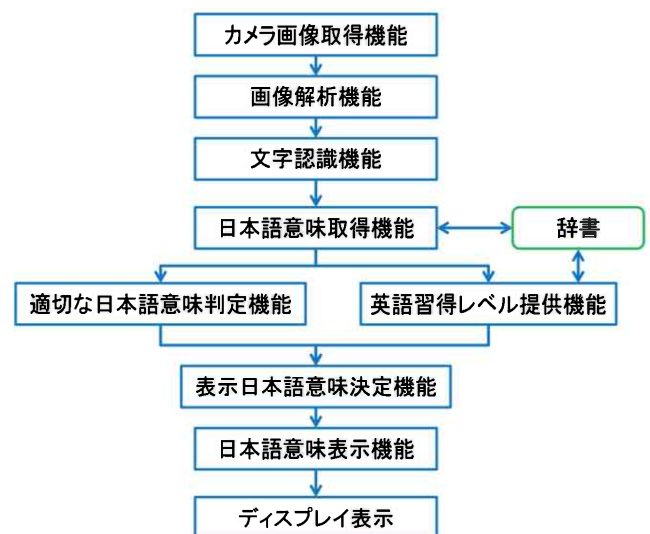 カメラ画像取得機能
画像解析機能
文字認識機能
日本語意味取得機能
辞書
適切な日本語意味判定機能
英語習得レベル提供機能
表示日本語意味決定機能
日本語意味表示機能
ディスプレイ表示